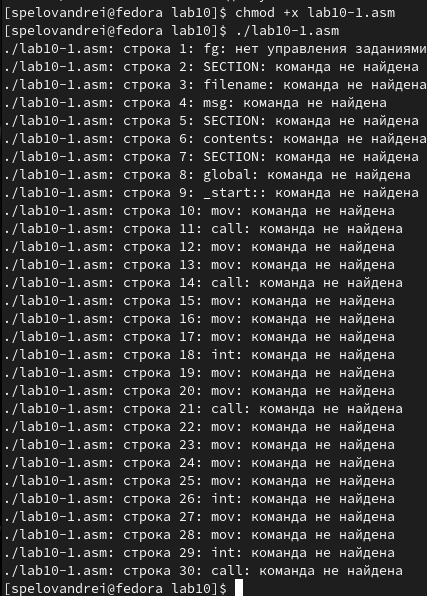 [spelovandrei@fedora lab10]$ chmod +x lab10-1.asm
[spelovandrei@fedora lab10]$ ./lab10-1.asm
./lab10-1.asm: строка 1: fg: нет управления заданиями
./lab10-1.asm: строка 2: SECTION: команда не найдена
./lab10-1.asm: строка 3: filename: команда не найдена
./lab10-1.asm: строка 4: msg: команда не найдена
./lab10-1.asm: строка 5: SECTION: команда не найдена
./lab10-1.asm: строка 6: contents: команда не найдена
./lab10-1.asm: строка 7: SECTION: команда не найдена
./lab10-1.asm: строка 8: global: команда не найдена
./lab10-1.asm: строка 9: _start:: команда не найдена
./lab10-1.asm: строка 10: mov: команда не найдена
./lab10-1.asm: строка 11: call: команда не найдена
./lab10-1.asm: строка 12: mov: команда не найдена
./lab10-1.asm: строка 13: mov: команда не найдена
./lab10-1.asm: строка 14: call: команда не найдена
./lab10-1.asm: строка 15: mov: команда не найдена
./lab10-1.asm: строка 16: mov: команда не найдена
./lab10-1.asm: строка 17: mov: команда не найдена
./lab10-1.asm: строка 18: int: команда не найдена
./lab10-1.asm: строка 19: mov: команда не найдена
./lab10-1.asm: строка 20: mov: команда не найдена
./lab10-1.asm: строка 21: call: команда не найдена
./lab10-1.asm: строка 22: mov: команда не найдена
./lab10-1.asm: строка 23: mov: команда не найдена
./lab10-1.asm: строка 24: mov: команда не найдена
./lab10-1.asm: строка 25: mov: команда не найдена
./lab10-1.asm: строка 26: int: команда не найдена
./lab10-1.asm: строка 27: mov: команда не найдена
./lab10-1.asm: строка 28: mov: команда не найдена
./lab10-1.asm: строка 29: int: команда не найдена
./lab10-1.asm: строка 30: call: команда не найдена
[spelovandrei@fedora lab10]$